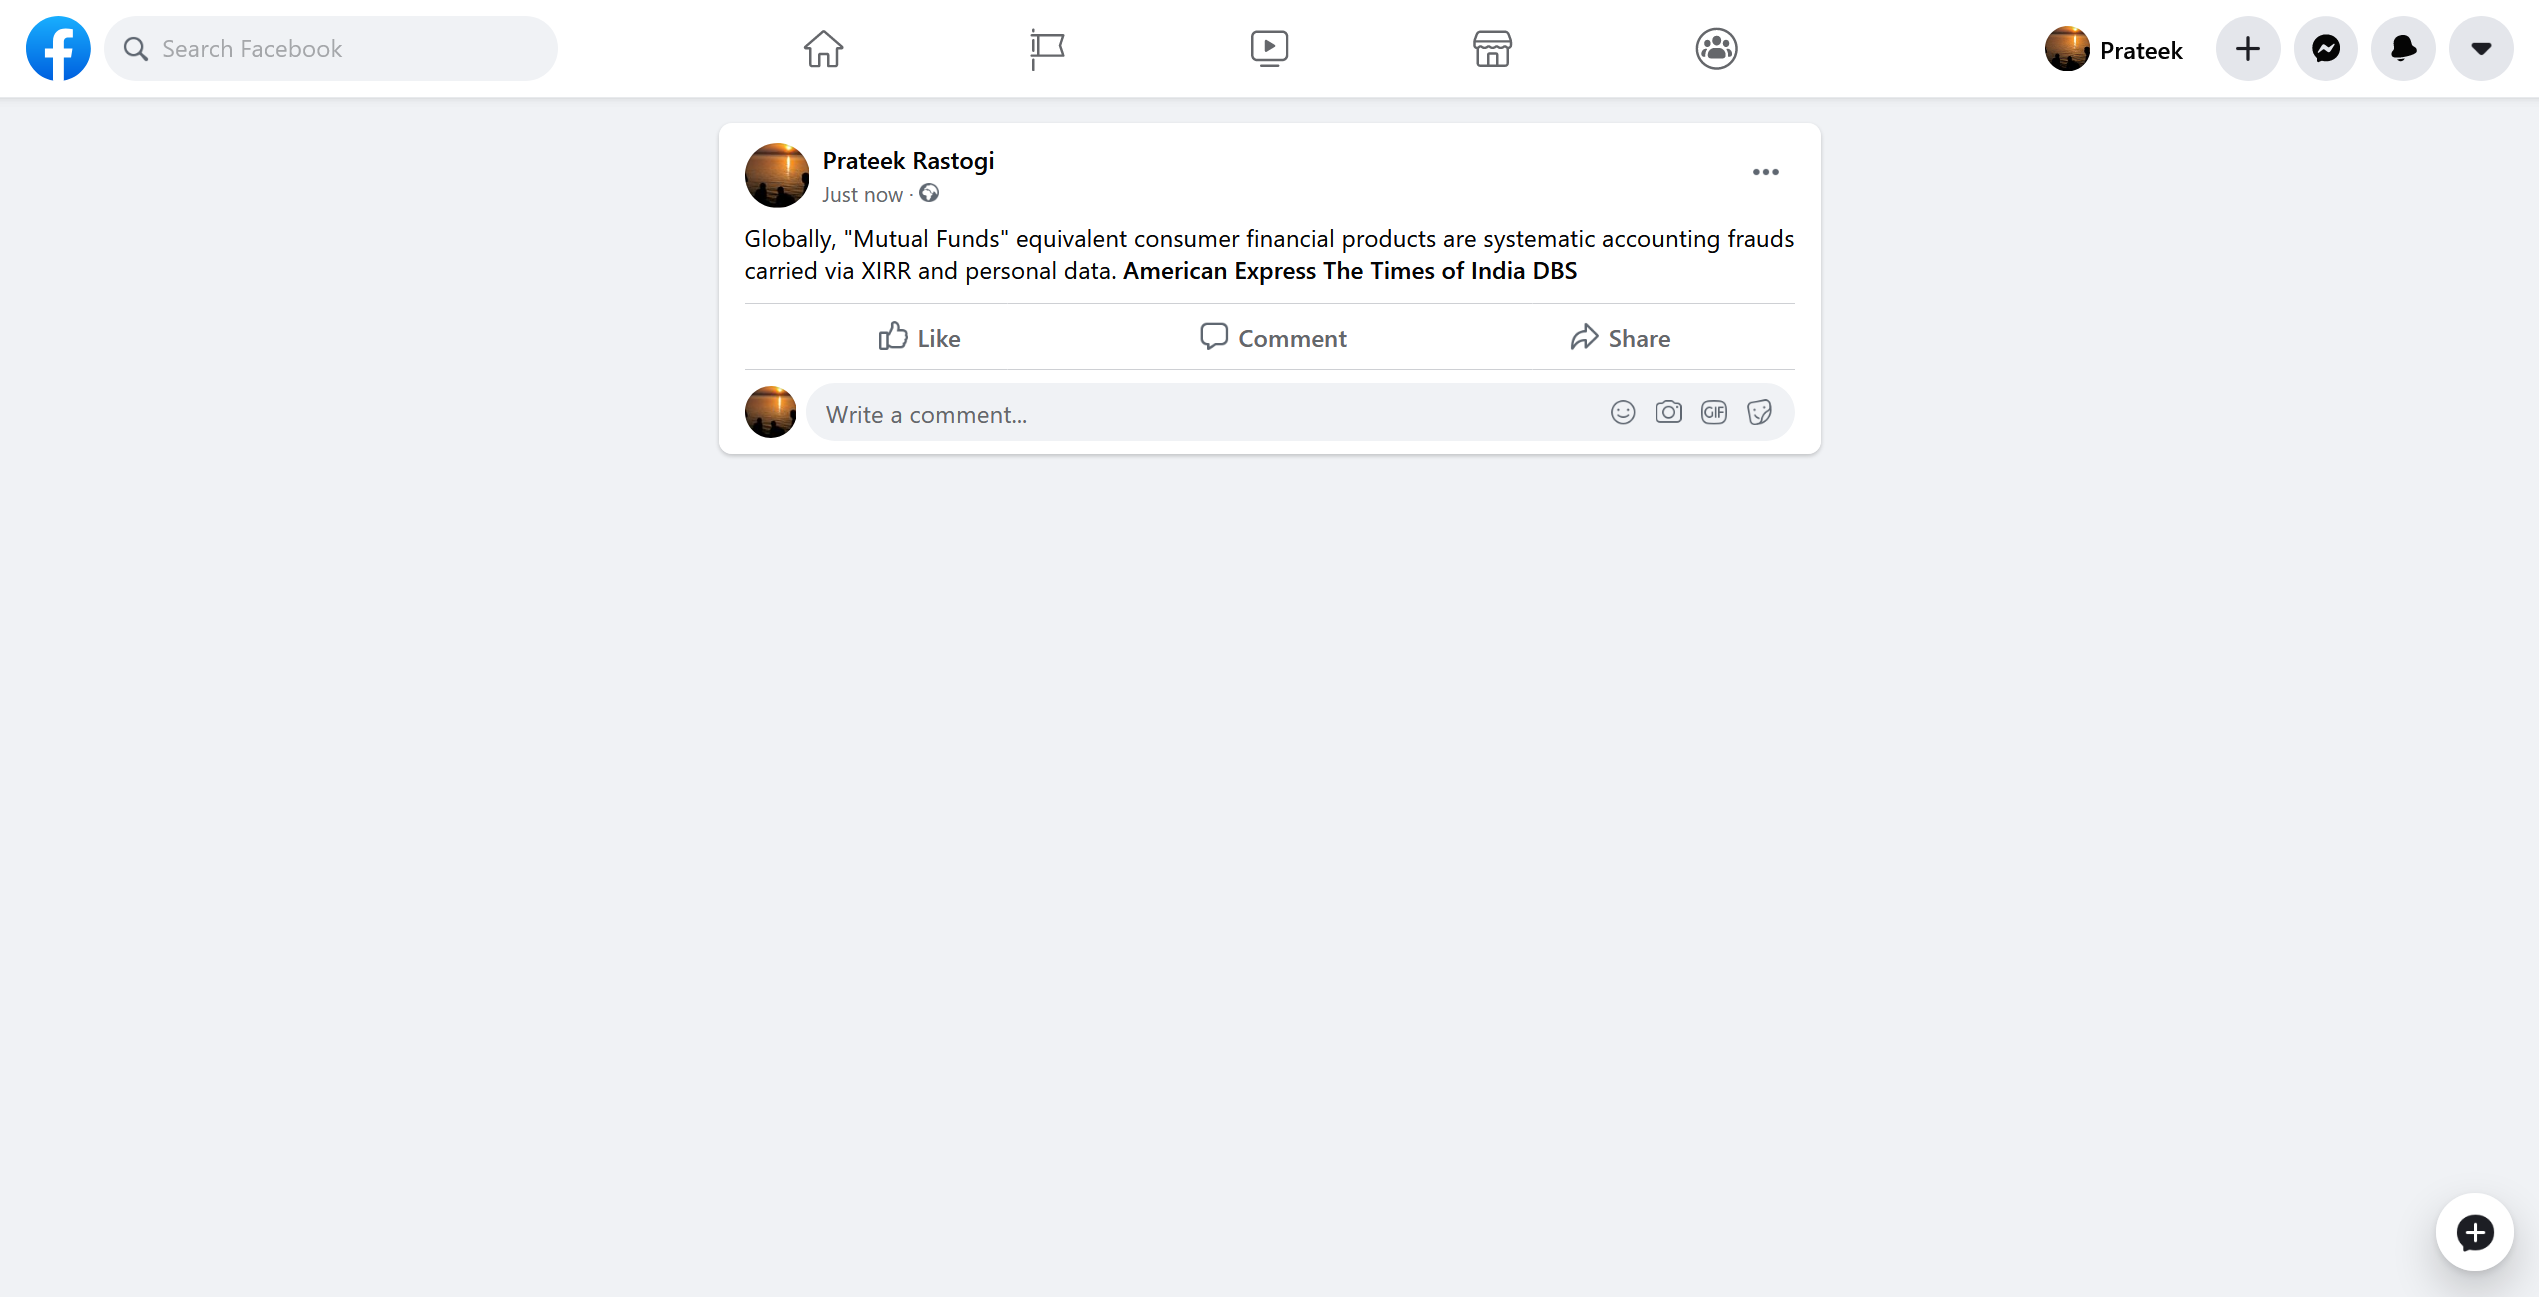 Search Facebook
Prateek
Prateek Rastogi
Just now ·
Globally, "Mutual Funds" equivalent consumer financial products are systematic accounting frauds
carried via XIRR and personal data. American Express The Times of India DBS
Like Comment Share
Write a comment...
GIF